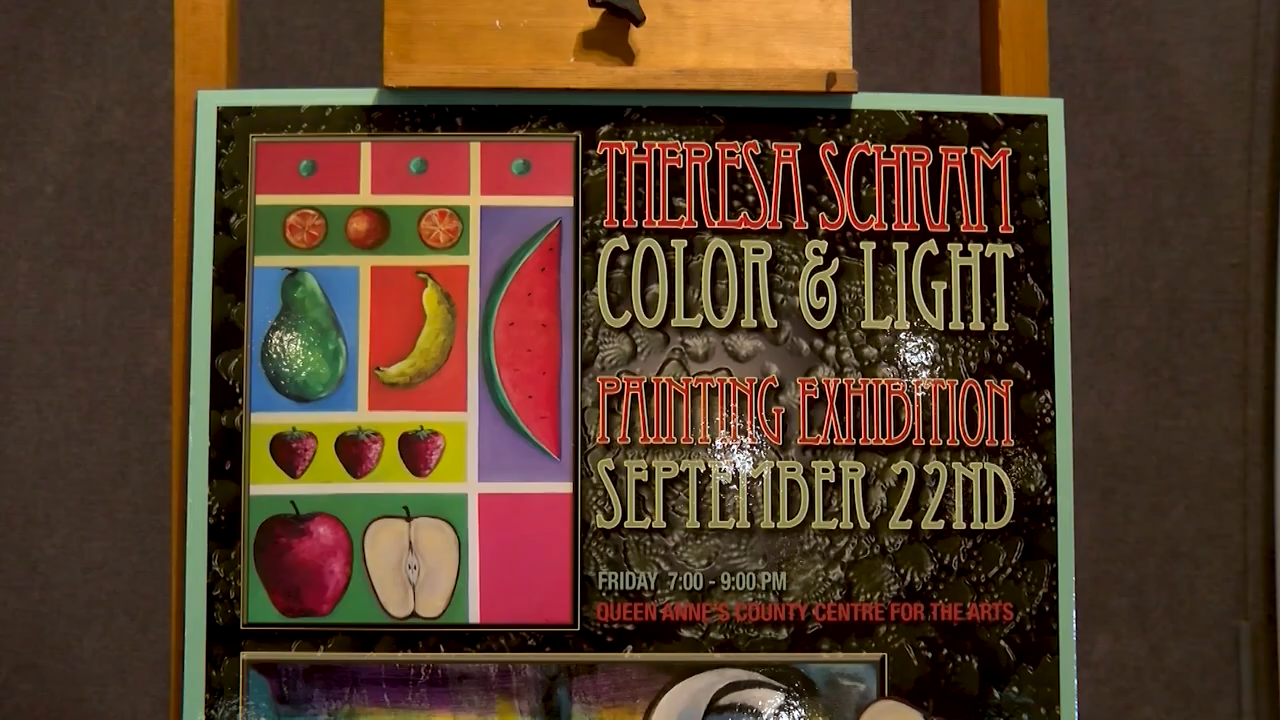 THERESA SCHRAM
COLOR & LIGHT
PAINTING EXHIBITION
SEPTEMBER 22ND
FRIDAY 7:00 - 9:00 PM
QUEEN ANNE'S COUNTY CENTRE FOR THE ARTS